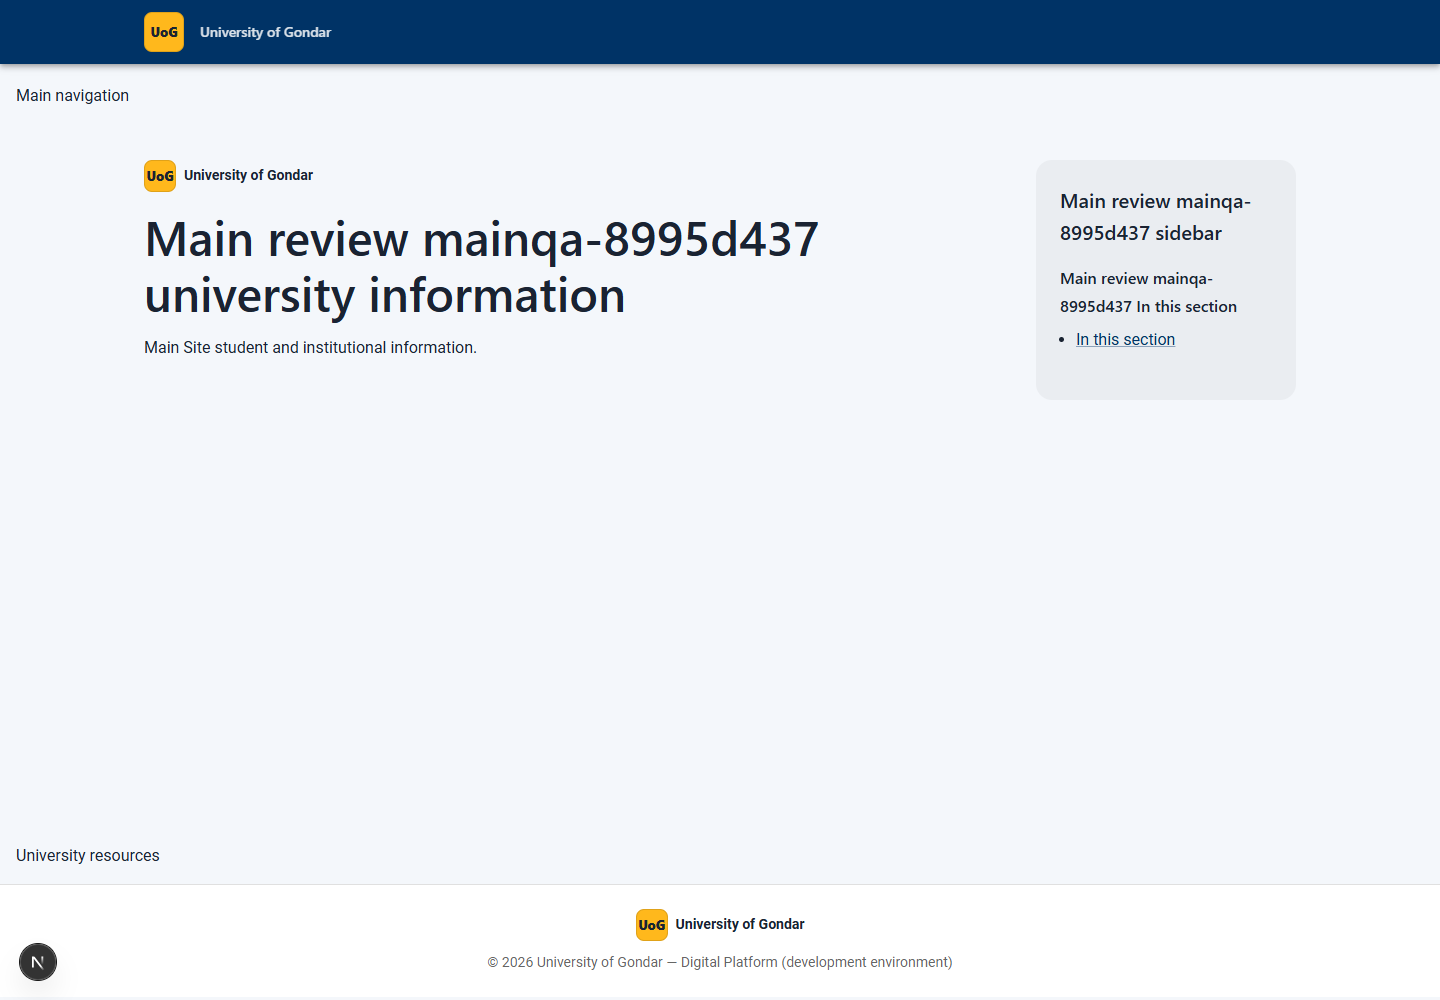 UoG University of Gondar
Main navigation
UoG University of Gondar
Main review mainqa-8995d437
university information
Main Site student and institutional information.
Main review mainqa-
8995d437 sidebar
Main review mainqa-
8995d437 In this section
In this section
University resources
UoG University of Gondar
© 2026 University of Gondar — Digital Platform (development environment)
N